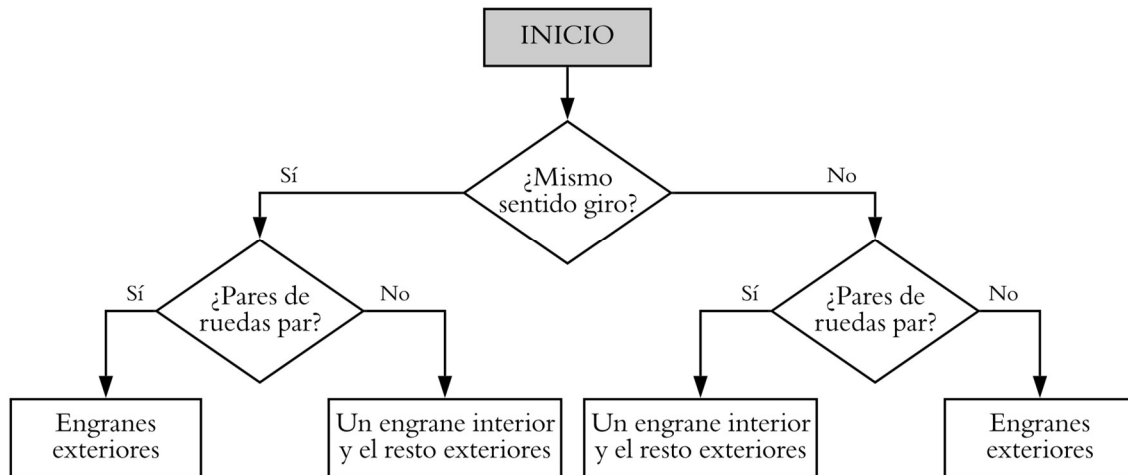 INICIO
¿Mismo
sentido giro?
Sí
No
¿Pares de
ruedas par?
Sí
No
¿Pares de
ruedas par?
Sí
No
Engranes
exteriores
Un engrane interior
y el resto exteriores
Un engrane interior
y el resto exteriores
Engranes
exteriores